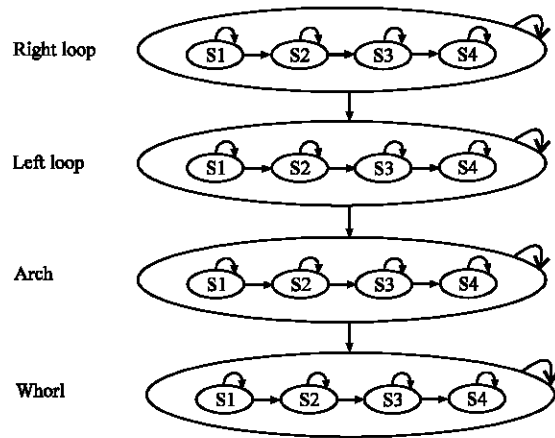 Right loop S1 S2 S3 S4
Left loop S1 S2 S3 S4
Arch S1 S2 S3 S4
Whorl S1 S2 S3 S4